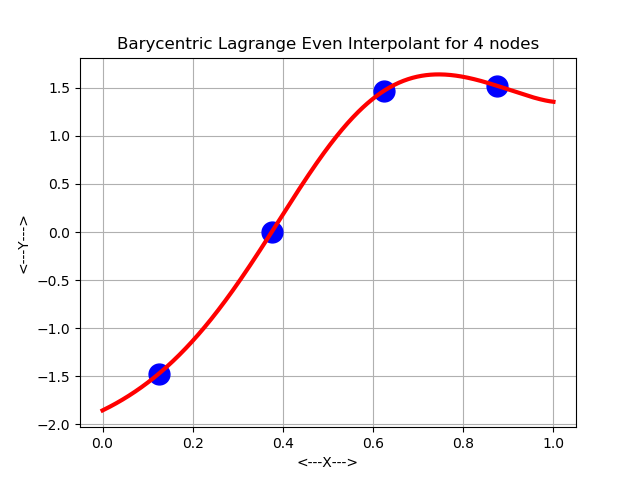 Barycentric Lagrange Even Interpolant for 4 nodes
1.5
1.0
0.5
0.0
−0.5
−1.0
−1.5
−2.0
<---Y--->
0.0 0.2 0.4 0.6 0.8 1.0
<---X--->